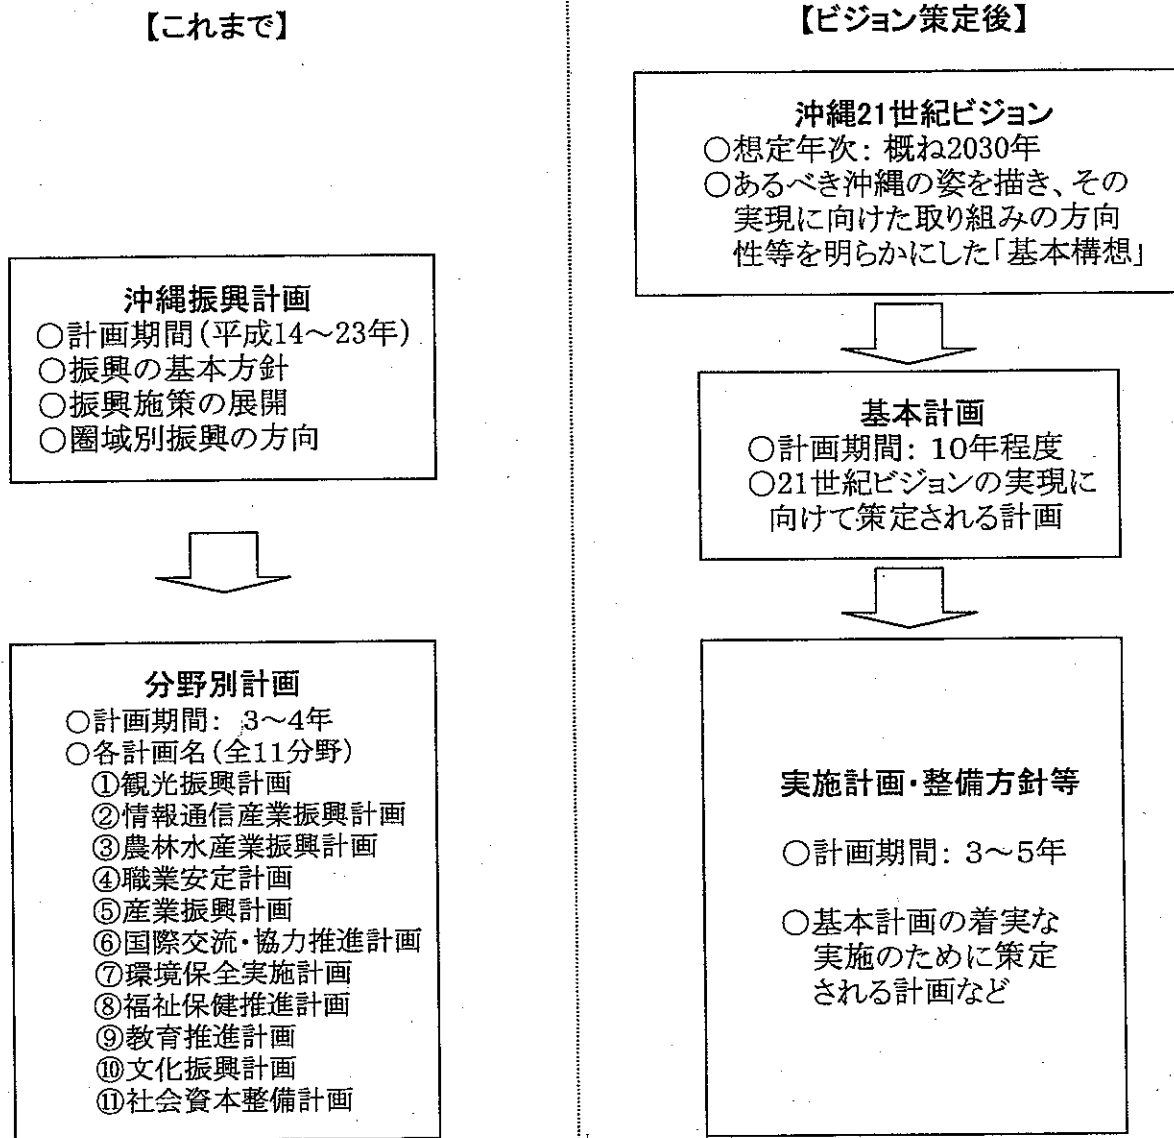 【これまで】
沖縄振興計画
○計画期間(平成14～23年)
○振興の基本方針
○振興施策の展開
○圏域別振興の方向
分野別計画
○計画期間: 3～4年
○各計画名(全11分野)
①観光振興計画
②情報通信産業振興計画
③農林水産業振興計画
④職業安定計画
⑤産業振興計画
⑥国際交流・協力推進計画
⑦環境保全実施計画
⑧福祉保健推進計画
⑨教育推進計画
⑩文化振興計画
⑪社会資本整備計画
【ビジョン策定後】
沖縄21世紀ビジョン
○想定年次: 概ね2030年
○あるべき沖縄の姿を描き、その
実現に向けた取り組みの方向
性等を明らかにした「基本構想」
基本計画
○計画期間: 10年程度
○21世紀ビジョンの実現に
向けて策定される計画
実施計画・整備方針等
○計画期間: 3～5年
○基本計画の着実な
実施のために策定
される計画など